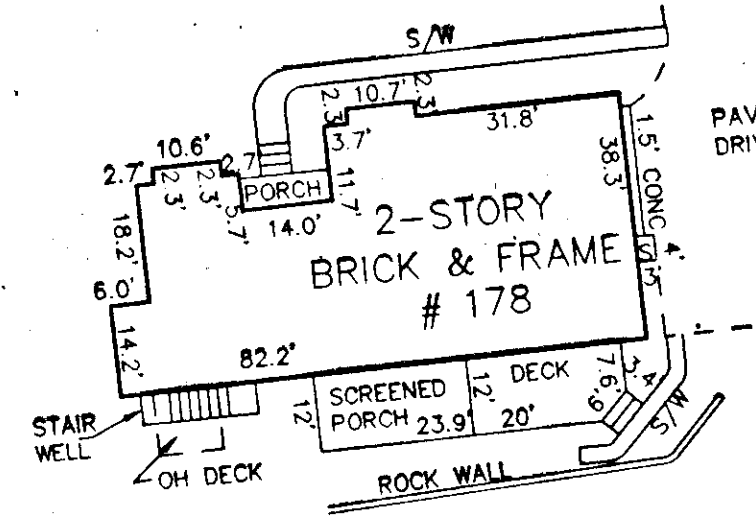 S/W
10.7'
2.3'
2.3'
31.8'
PAV
DRIV
10.6'
2.7'
2.7'
3.7'
1.5' CONC
38.3'
2.3'
2.3'
PORCH
5.7'
11.7'
14.0'
2-STORY
BRICK & FRAME
# 178
S
4'
3'
18.2'
6.0'
14.2'
82.2'
SCREENED
PORCH
12'
23.9'
12'
DECK
20'
7.6'
3.4'
6.9'
S/W
STAIR
WELL
OH DECK
ROCK WALL